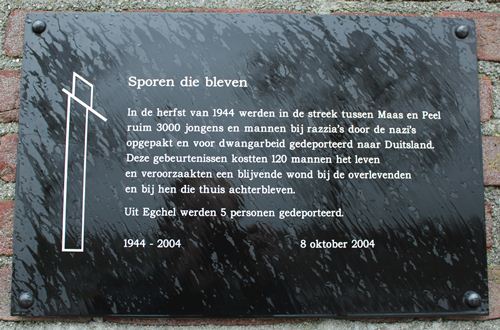 Sporen die bleven
In de herfst van 1944 werden in de streek tussen Maas en Peel
ruim 3000 jongens en mannen bij razzia's door de nazi's
opgepakt en voor dwangarbeid gedeporteerd naar Duitsland.
Deze gebeurtenissen kostten 120 mannen het leven
en veroorzaakten een blijvende wond bij de overlevenden
en bij hen die thuis achterbleven.
Uit Egchel werden 5 personen gedeporteerd.
1944 - 2004 8 oktober 2004